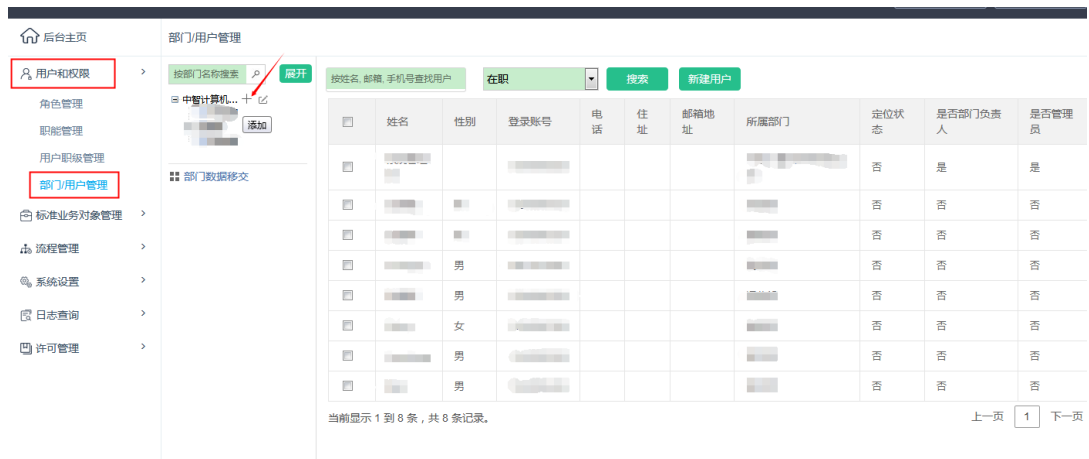 后台主页
部门/用户管理
用户和权限
角色管理
职能管理
用户职级管理
部门/用户管理
标准业务对象管理
流程管理
系统设置
日志查询
许可管理
按部门名称搜索
展开
中智计算机...
添加
部门数据移交
按姓名, 邮箱, 手机号查找用户 在职 搜索 新建用户
姓名 性别 登录账号 电话 住址 邮箱地址 所属部门 定位状态 是否部门负责人 是否管理员
否 是 是
否 否 否
否 否 否
男 否 否 否
男 否 否 否
女 否 否 否
男 否 否 否
男 否 否 否
当前显示 1 到 8 条，共 8 条记录。
上一页 1 下一页